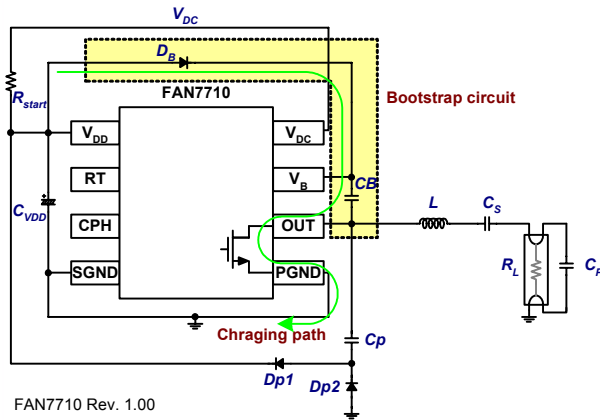 VDC
DB
Rstart
FAN7710
Bootstrap circuit
VDD
VDC
RT
VB
CB
CVDD
CPH
OUT
L
CS
SGND
PGND
RL
Chraging path
Cp
Dp1
Dp2
FAN7710 Rev. 1.00